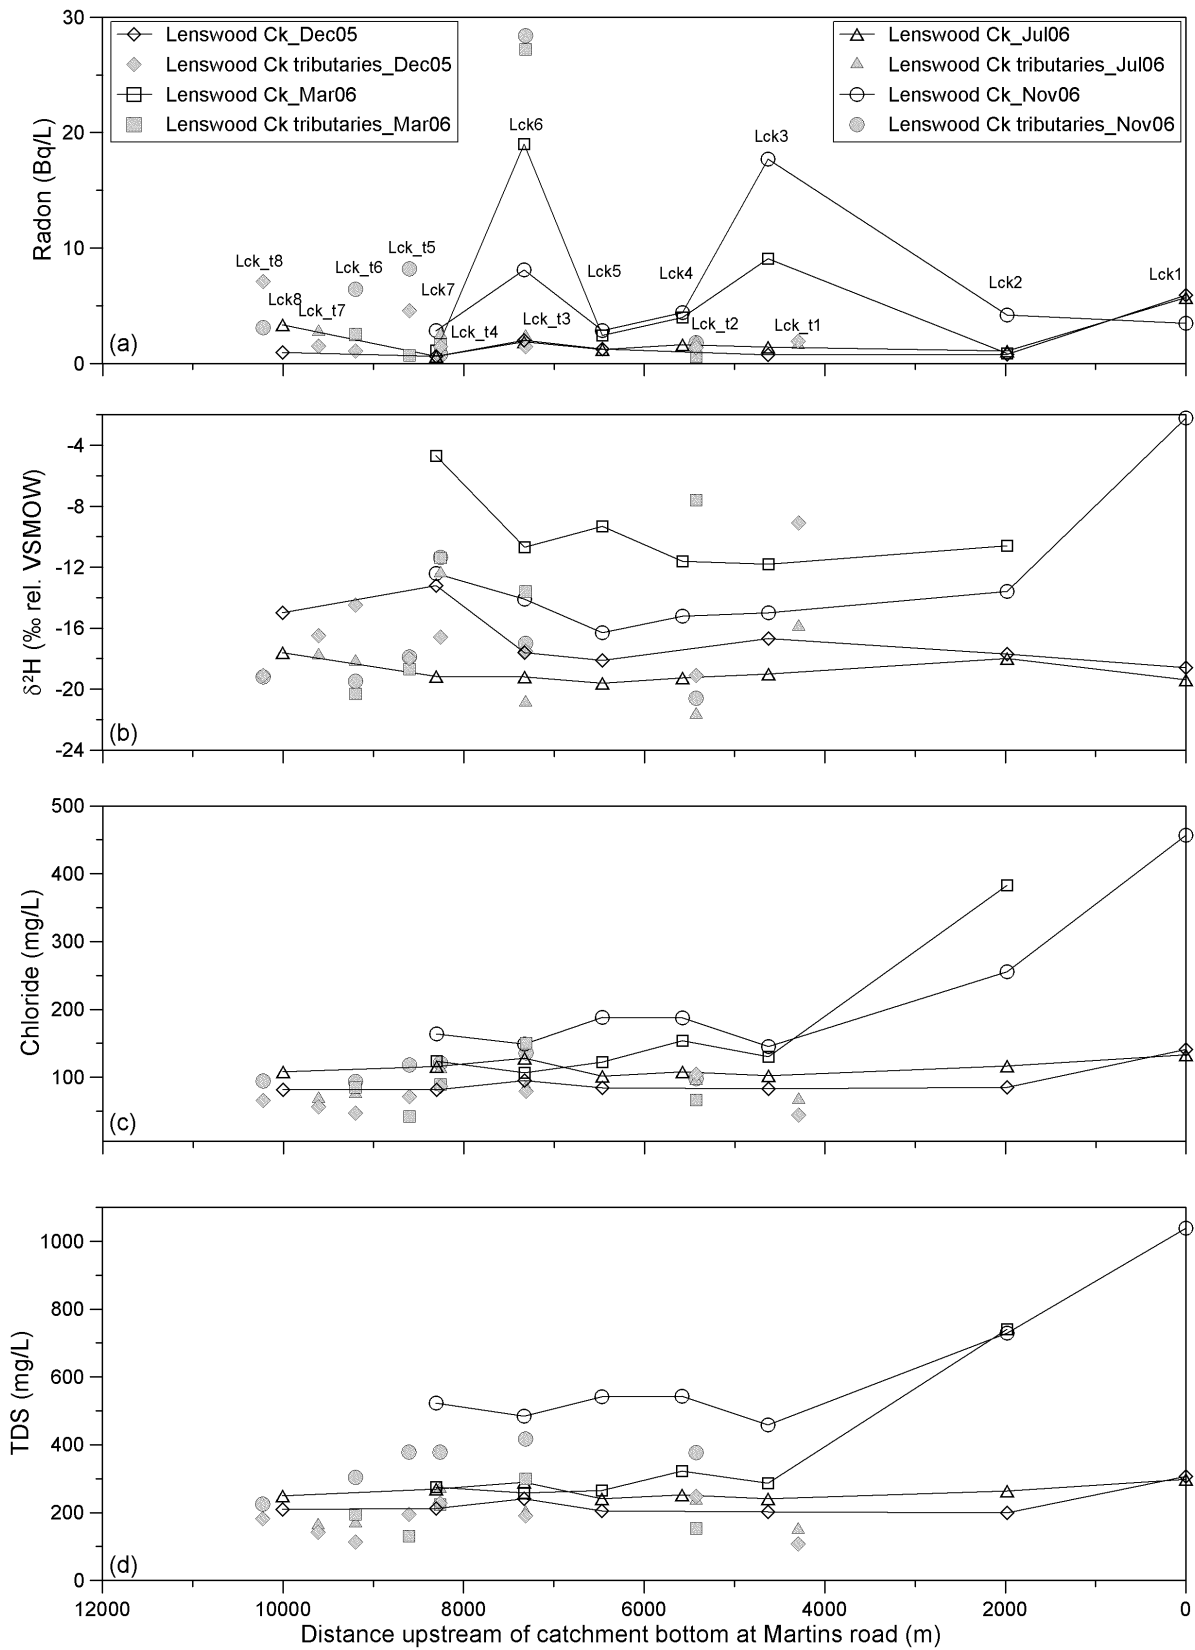 30
20
10
0
Radon (Bq/L)
Lenswood Ck_Dec05
Lenswood Ck tributaries_Dec05
Lenswood Ck_Mar06
Lenswood Ck tributaries_Mar06
Lenswood Ck_Jul06
Lenswood Ck tributaries_Jul06
Lenswood Ck_Nov06
Lenswood Ck tributaries_Nov06
Lck6
Lck3
Lck_t8
Lck_t6
Lck_t5
Lck8
Lck_t7
Lck7
Lck_t4
Lck_t3
Lck5
Lck4
Lck_t2
Lck_t1
Lck2
Lck1
(a)
-4
-8
-12
-16
-20
-24
δ²H (‰ rel. VSMOW)
(b)
500
400
300
200
100
Chloride (mg/L)
(c)
1000
800
600
400
200
0
TDS (mg/L)
(d)
12000 10000 8000 6000 4000 2000 0
Distance upstream of catchment bottom at Martins road (m)